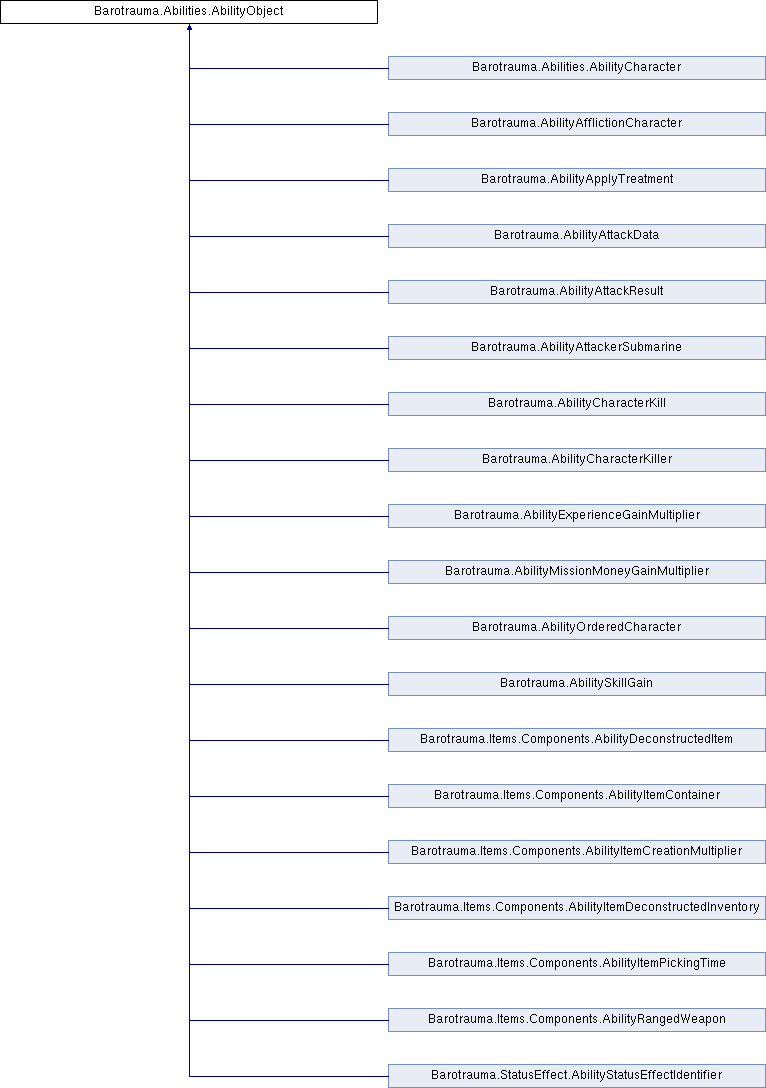 Barotrauma.Abilities.AbilityObject
Barotrauma.Abilities.AbilityCharacter
Barotrauma.AbilityAfflictionCharacter
Barotrauma.AbilityApplyTreatment
Barotrauma.AbilityAttackData
Barotrauma.AbilityAttackResult
Barotrauma.AbilityAttackerSubmarine
Barotrauma.AbilityCharacterKill
Barotrauma.AbilityCharacterKiller
Barotrauma.AbilityExperienceGainMultiplier
Barotrauma.AbilityMissionMoneyGainMultiplier
Barotrauma.AbilityOrderedCharacter
Barotrauma.AbilitySkillGain
Barotrauma.Items.Components.AbilityDeconstructedItem
Barotrauma.Items.Components.AbilityItemContainer
Barotrauma.Items.Components.AbilityItemCreationMultiplier
Barotrauma.Items.Components.AbilityItemDeconstructedInventory
Barotrauma.Items.Components.AbilityItemPickingTime
Barotrauma.Items.Components.AbilityRangedWeapon
Barotrauma.StatusEffect.AbilityStatusEffectIdentifier